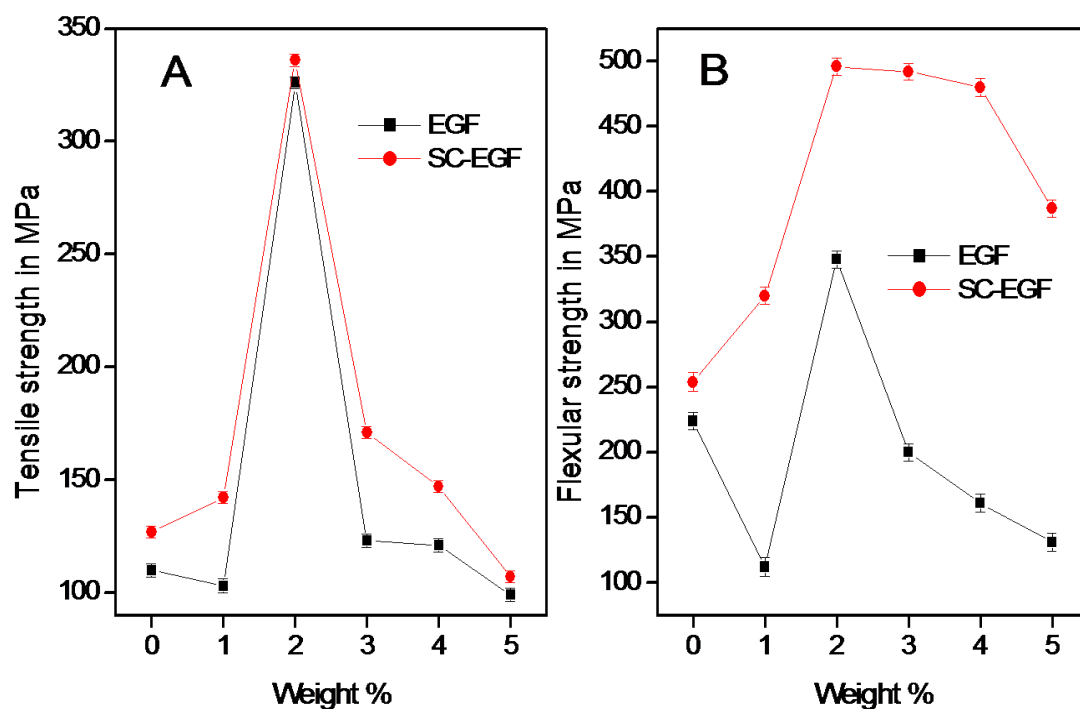 A
350
300
250
200
150
100
Tensile strength in MPa
EGF
SC-EGF
0 1 2 3 4 5
Weight %
B
500
450
400
350
300
250
200
150
100
Flexular strength in MPa
EGF
SC-EGF
0 1 2 3 4 5
Weight %